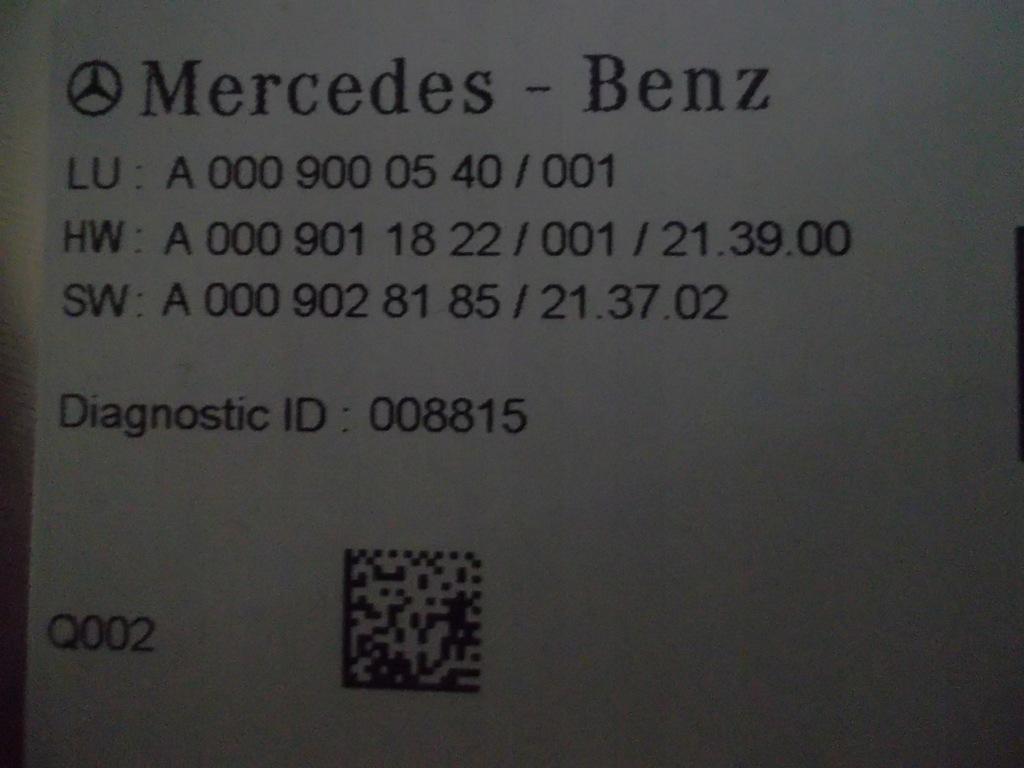 Mercedes - Benz
LU : A 000 900 05 40 / 001
HW : A 000 901 18 22 / 001 / 21.39.00
SW : A 000 902 81 85 / 21.37.02
Diagnostic ID : 008815
Q002